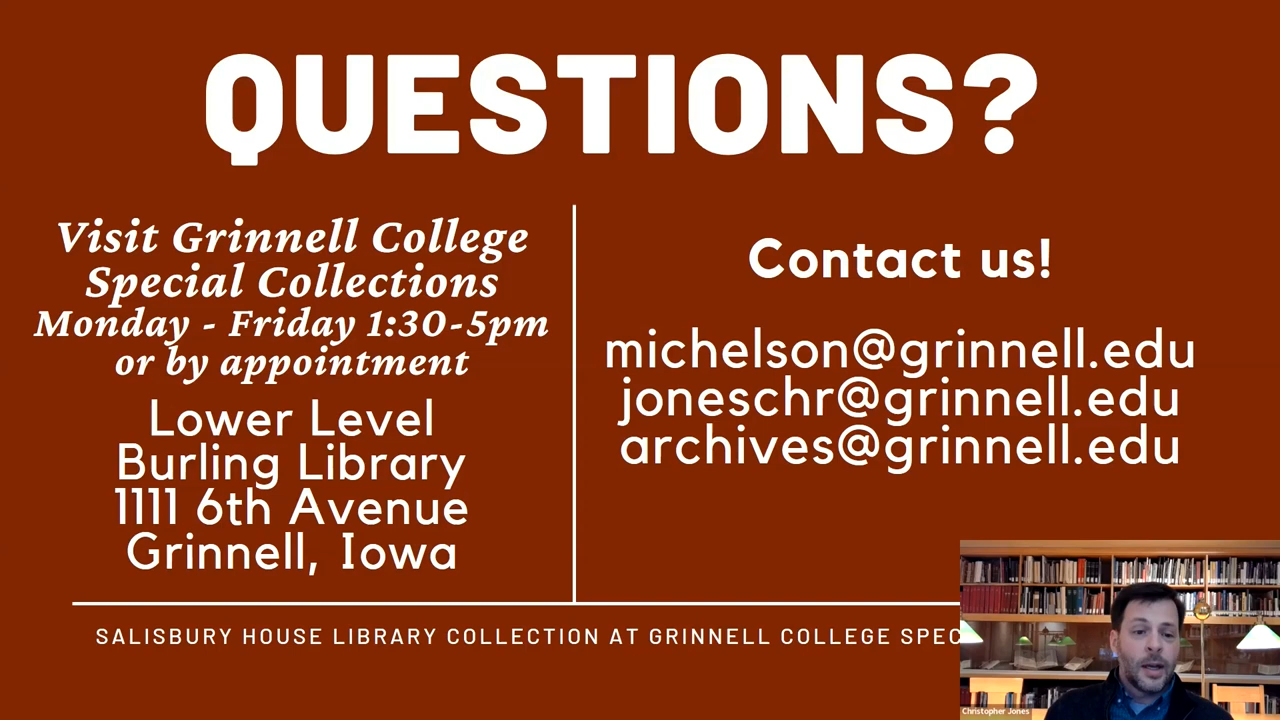 QUESTIONS?
Visit Grinnell College
Special Collections
Monday - Friday 1:30-5pm
or by appointment
Lower Level
Burling Library
1111 6th Avenue
Grinnell, Iowa
Contact us!
michelson@grinnell.edu
joneschr@grinnell.edu
archives@grinnell.edu
SALISBURY HOUSE LIBRARY COLLECTION AT GRINNELL COLLEGE SPEC
Christopher Jones